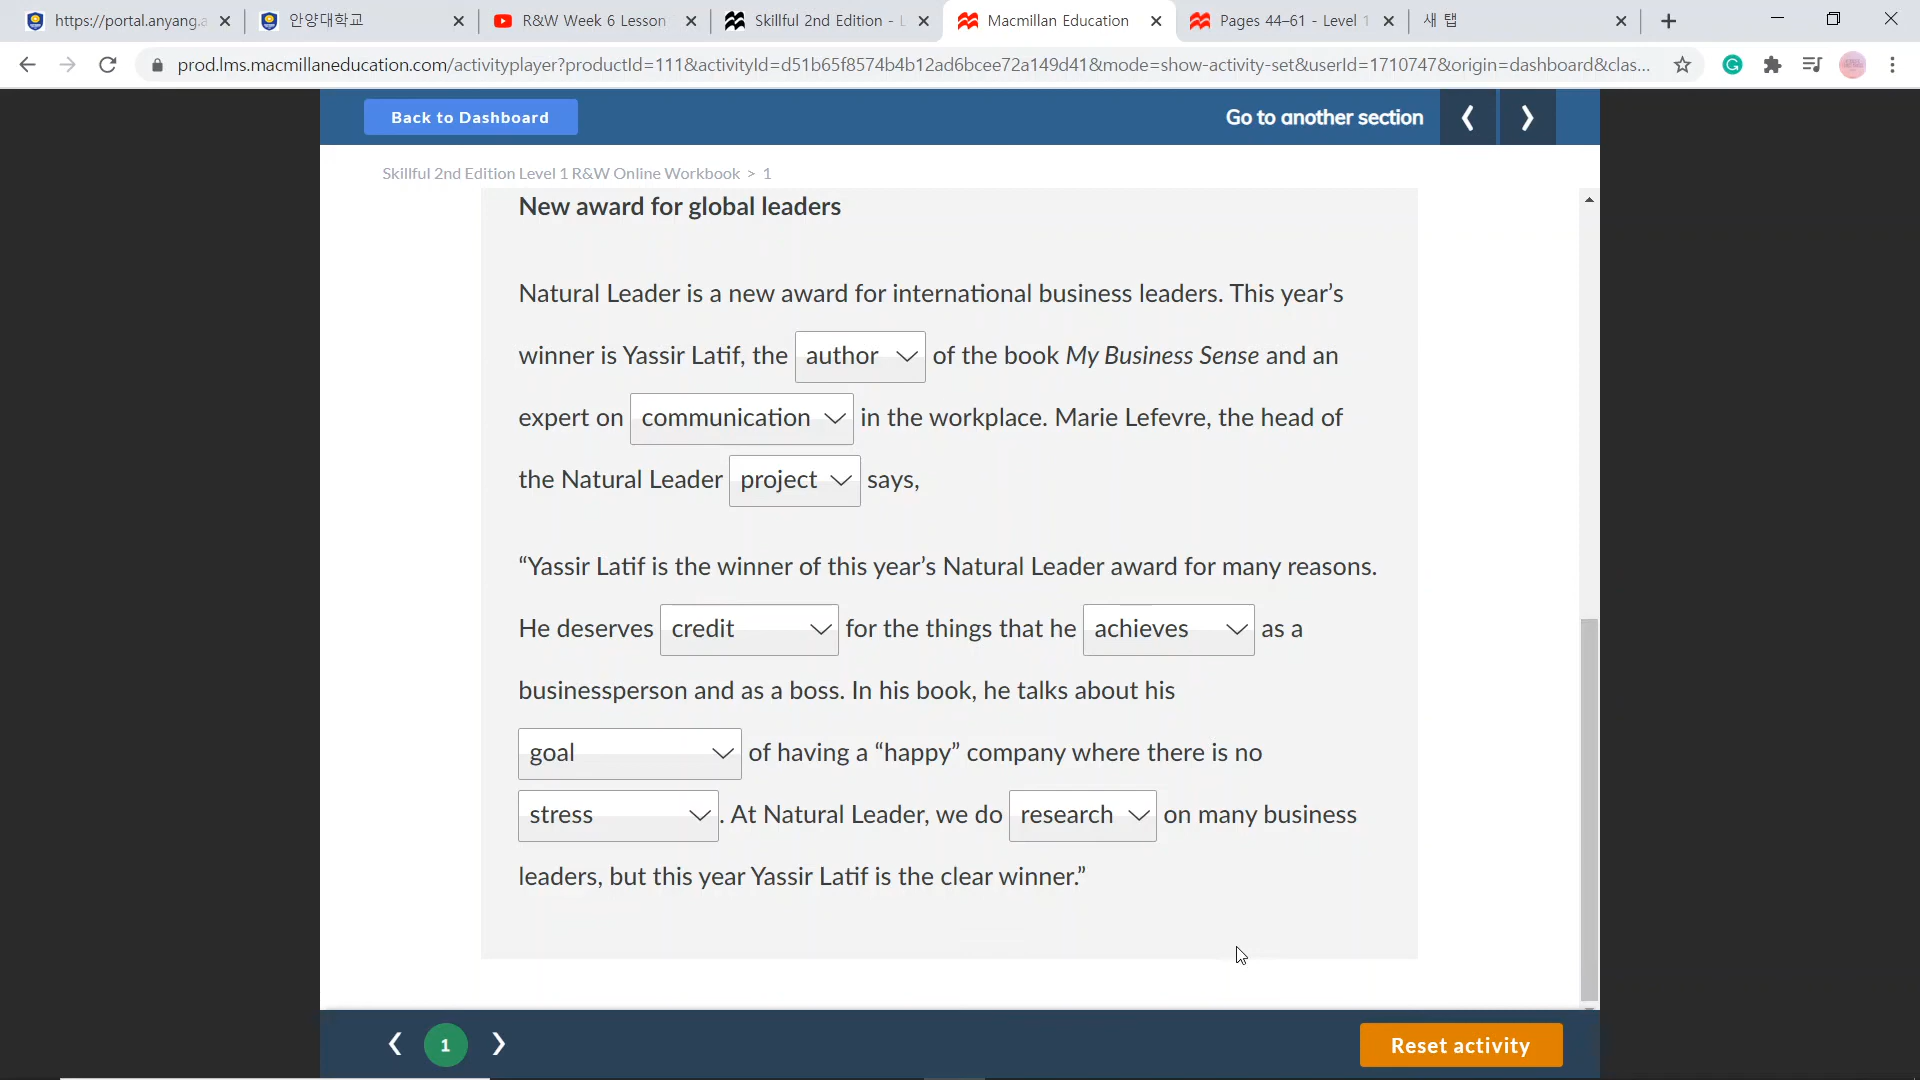 https://portal.anyang.a
안양대학교
R&W Week 6 Lesson
Skillful 2nd Edition - L
Macmillan Education
Pages 44–61 - Level 1
새 탭
prod.lms.macmillaneducation.com/activityplayer?productId=111&activityId=d51b65f8574b4b12ad6bcee72a149d41&mode=show-activity-set&userId=1710747&origin=dashboard&clas...
Back to Dashboard
Go to another section
Skillful 2nd Edition Level 1 R&W Online Workbook > 1
New award for global leaders
Natural Leader is a new award for international business leaders. This year’s
winner is Yassir Latif, the author of the book My Business Sense and an
expert on communication in the workplace. Marie Lefevre, the head of
the Natural Leader project says,
“Yassir Latif is the winner of this year’s Natural Leader award for many reasons.
He deserves credit for the things that he achieves as a
businessperson and as a boss. In his book, he talks about his
goal of having a “happy” company where there is no
stress . At Natural Leader, we do research on many business
leaders, but this year Yassir Latif is the clear winner.”
1
Reset activity